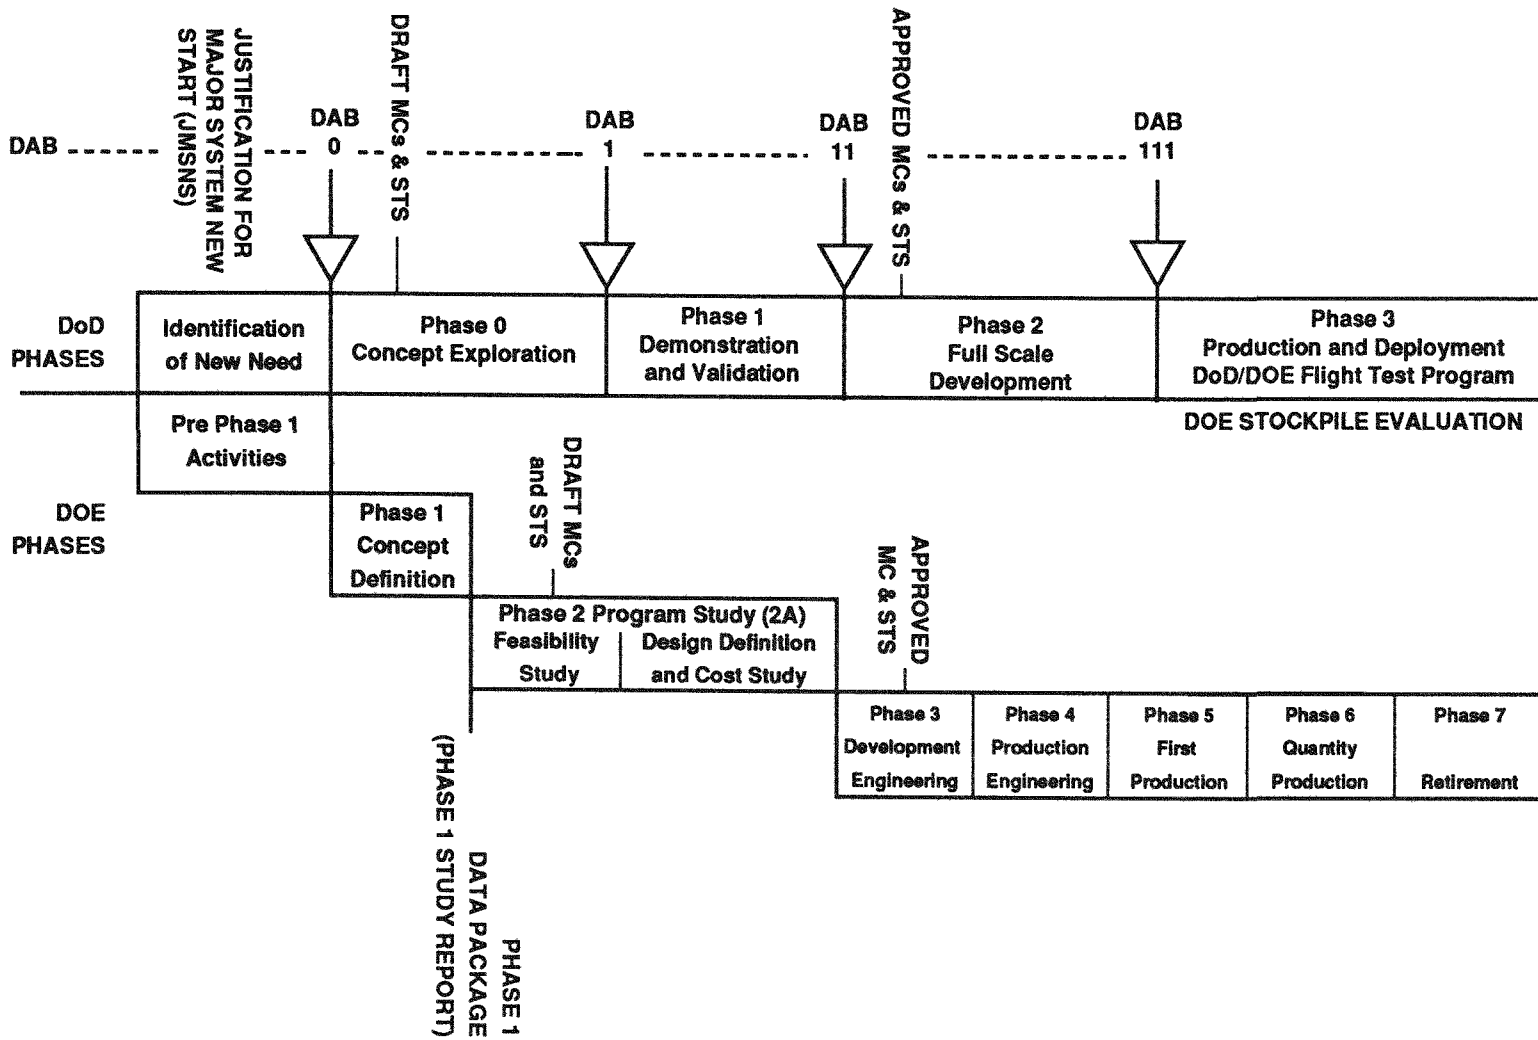 JUSTIFICATION FOR
MAJOR SYSTEM NEW
START (JMSNS)
DRAFT MCs & STS
APPROVED MCs & STS
DAB
DAB
0
DAB
1
DAB
11
DAB
111
DoD
PHASES
Identification
of New Need
Phase 0
Concept Exploration
Phase 1
Demonstration
and Validation
Phase 2
Full Scale
Development
Phase 3
Production and Deployment
DoD/DOE Flight Test Program
DOE STOCKPILE EVALUATION
Pre Phase 1
Activities
DOE
PHASES
Phase 1
Concept
Definition
DRAFT MCs
and STS
Phase 2 Program Study (2A)
Feasibility
Study
Design Definition
and Cost Study
APPROVED
MC & STS
Phase 3
Development
Engineering
Phase 4
Production
Engineering
Phase 5
First
Production
Phase 6
Quantity
Production
Phase 7
Retirement
PHASE 1
DATA PACKAGE
(PHASE 1 STUDY REPORT)